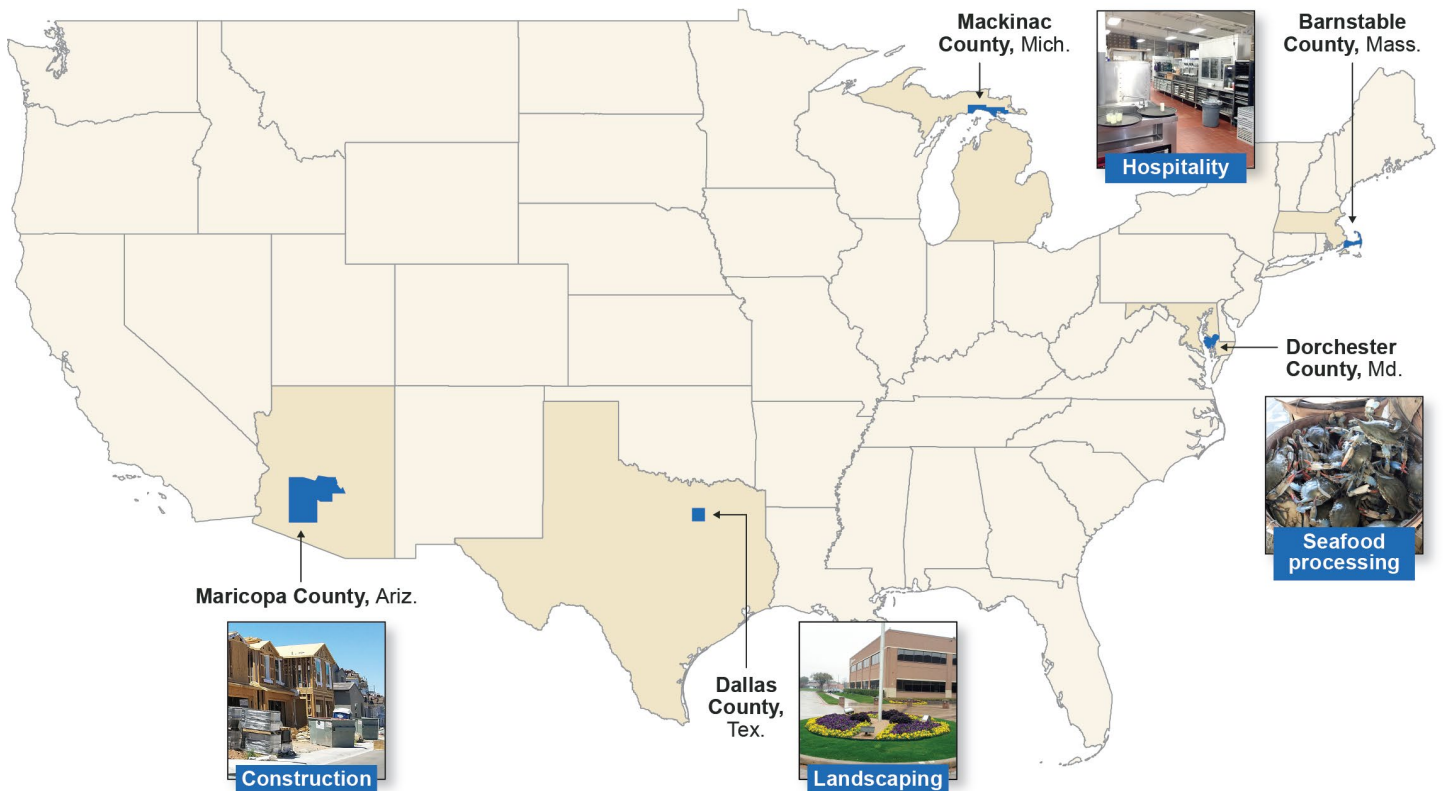 Mackinac
County, Mich.
Hospitality
Barnstable
County, Mass.
Dorchester
County, Md.
Seafood
processing
Maricopa County, Ariz.
Construction
Dallas
County,
Tex.
Landscaping